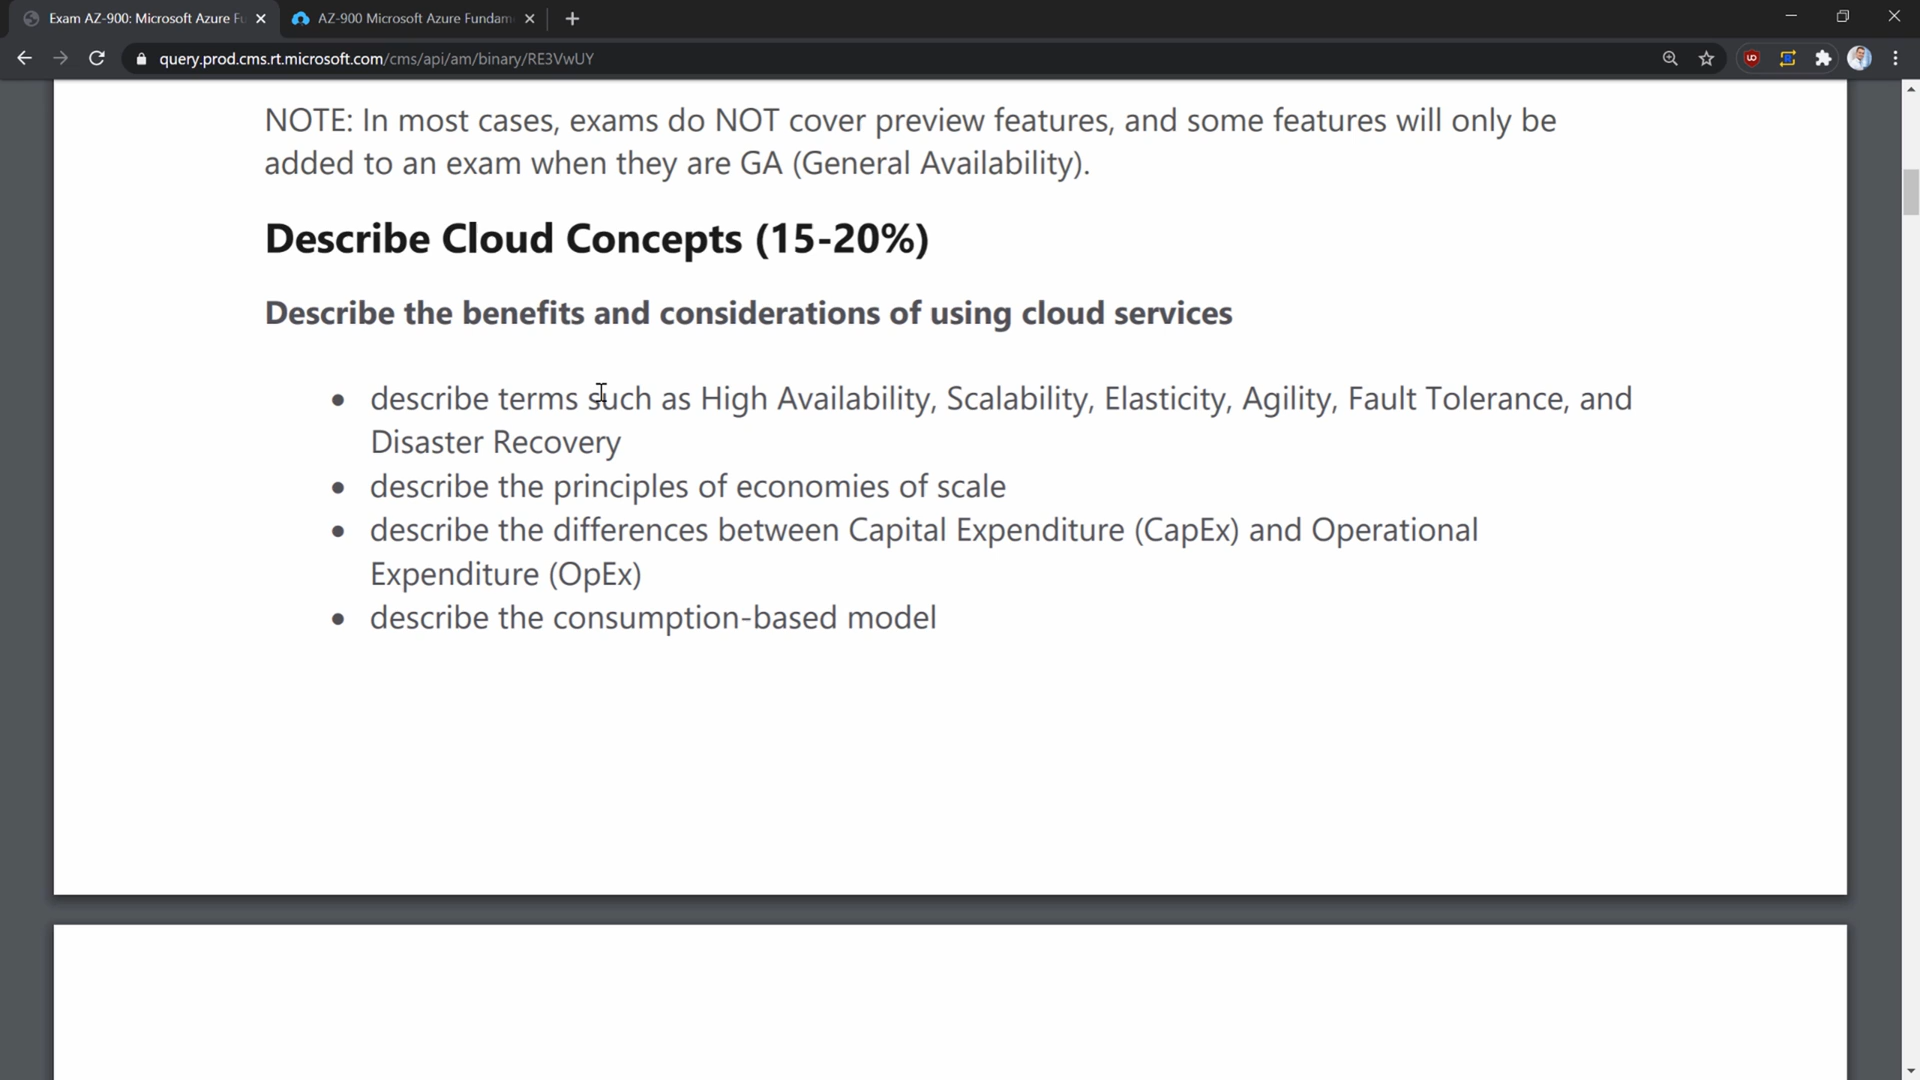 Exam AZ-900: Microsoft Azure Fu
AZ-900 Microsoft Azure Fundam
query.prod.cms.rt.microsoft.com/cms/api/am/binary/RE3VwUY
NOTE: In most cases, exams do NOT cover preview features, and some features will only be
added to an exam when they are GA (General Availability).
Describe Cloud Concepts (15-20%)
Describe the benefits and considerations of using cloud services
• describe terms such as High Availability, Scalability, Elasticity, Agility, Fault Tolerance, and
Disaster Recovery
• describe the principles of economies of scale
• describe the differences between Capital Expenditure (CapEx) and Operational
Expenditure (OpEx)
• describe the consumption-based model